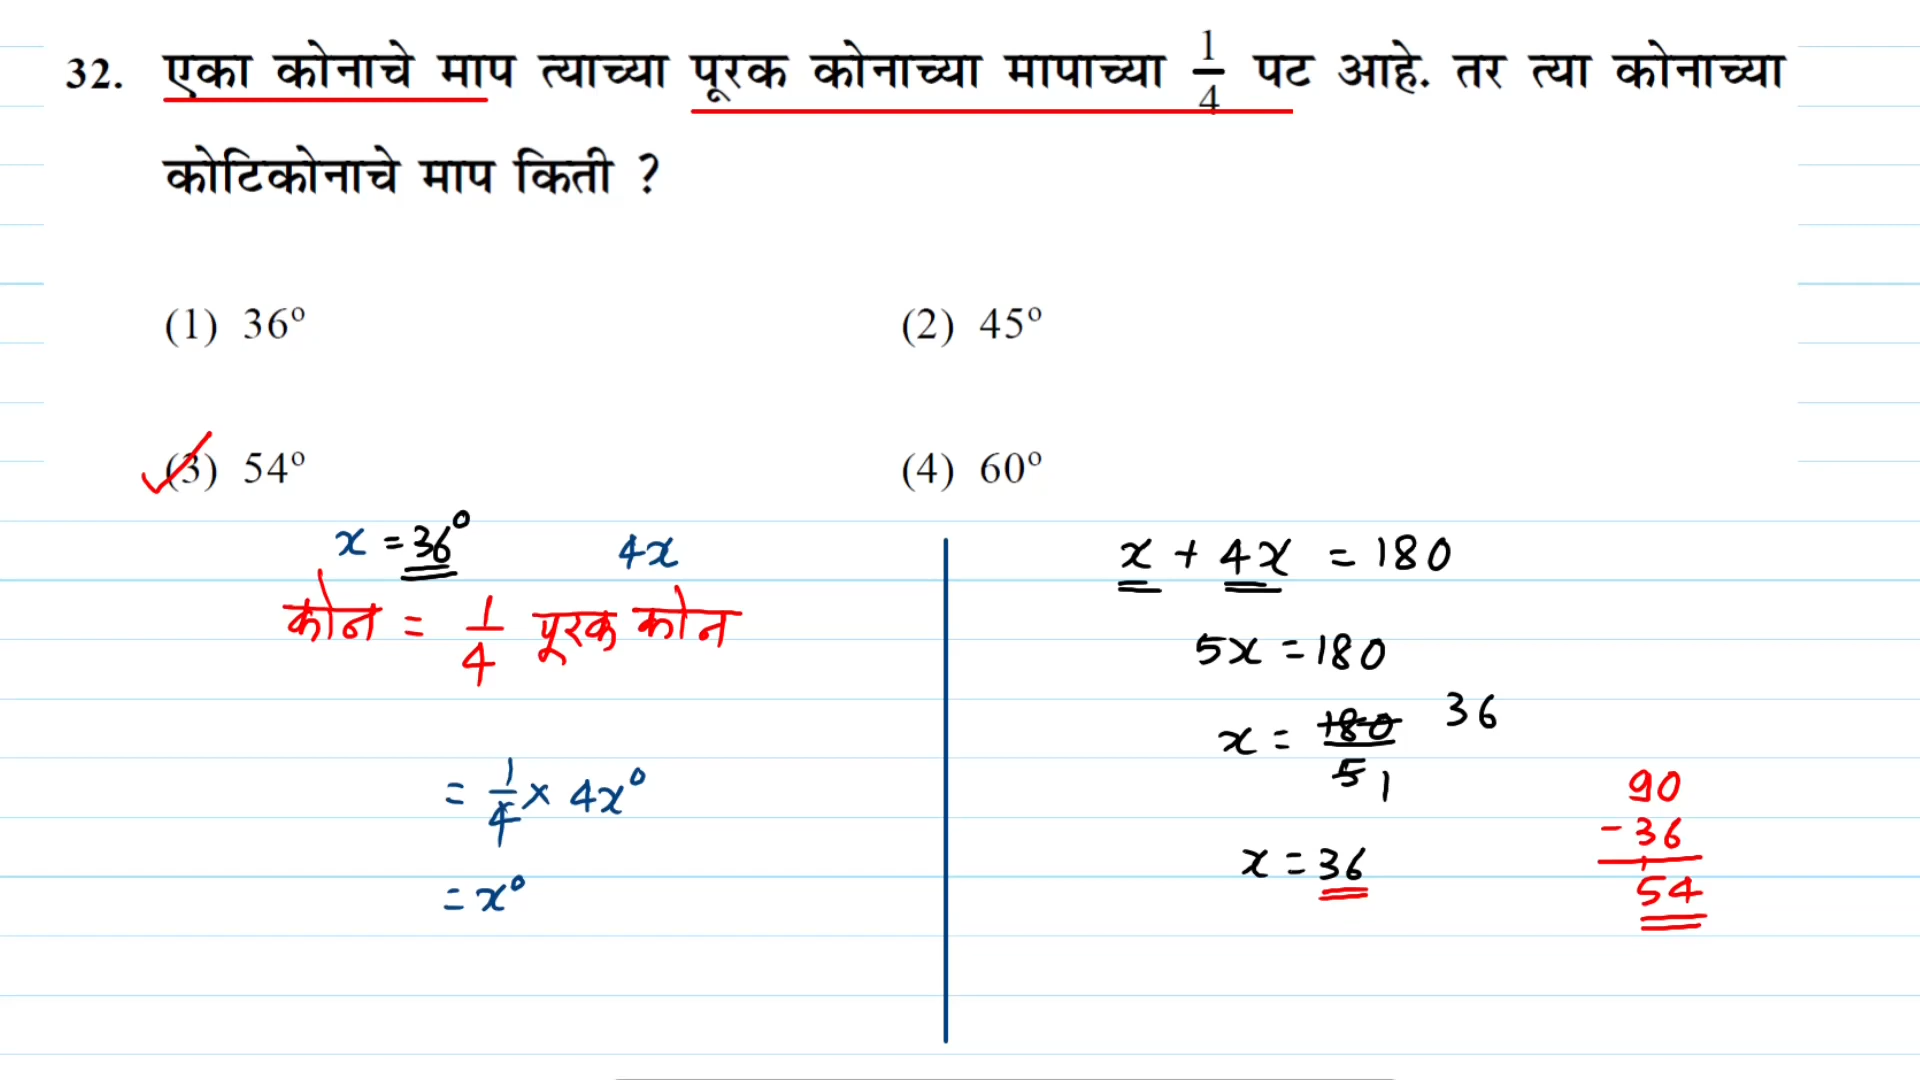 32. एका कोनाचे माप त्याच्या पूरक कोनाच्या मापाच्या 1/4 पट आहे. तर त्या कोनाच्या
कोटिकोनाचे माप किती ?
(1) 36° (2) 45°
(3) 54° (4) 60°
x = 36° 4x
कोन = 1/4 पूरक कोन
= 1/4 × 4x°
= x°
x + 4x = 180
5x = 180
x = 180/5 36 1
x = 36
90
- 36
54